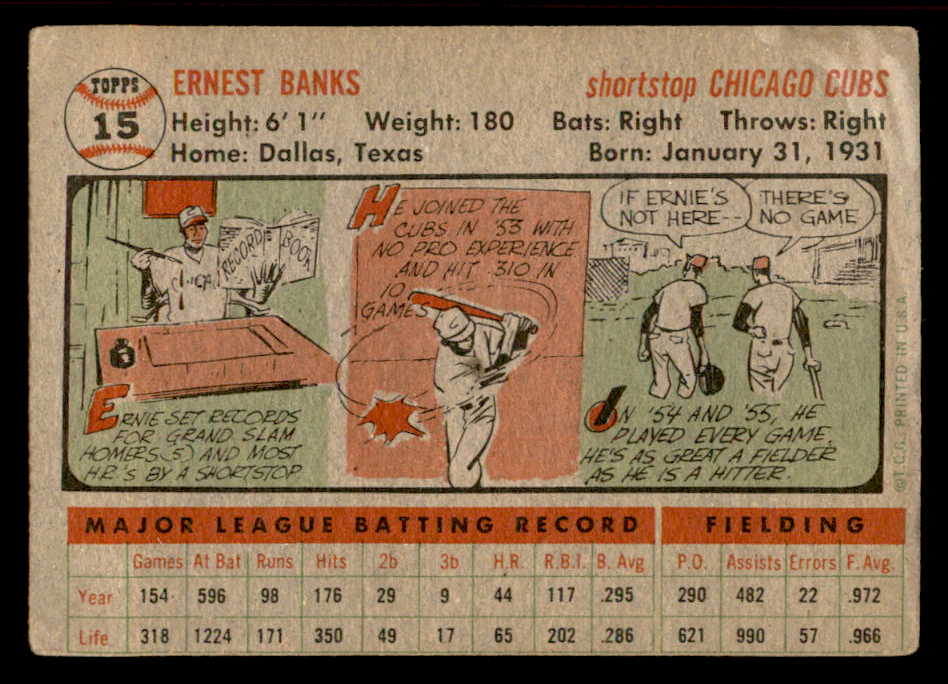 TOPPS
15
ERNEST BANKS
shortstop CHICAGO CUBS
Height: 6' 1" Weight: 180 Bats: Right Throws: Right
Home: Dallas, Texas Born: January 31, 1931
RECORD BOOK
CHICA
ERNIE SET RECORDS
FOR GRAND SLAM
HOMERS (5) AND MOST
H.R.'S BY A SHORTSTOP
HE JOINED THE
CUBS IN '53 WITH
NO PRO EXPERIENCE
AND HIT .310 IN
10
GAMES
IF ERNIE'S
NOT HERE--
THERE'S
NO GAME
IN '54 AND '55, HE
PLAYED EVERY GAME.
HE'S AS GREAT A FIELDER
AS HE IS A HITTER.
©T.C.G. PRINTED IN U.S.A.
MAJOR LEAGUE BATTING RECORD FIELDING
Games At Bat Runs Hits 2b 3b H.R. R.B.I. B. Avg P.O. Assists Errors F. Avg.
Year 154 596 98 176 29 9 44 117 .295 290 482 22 .972
Life 318 1224 171 350 49 17 65 202 .286 621 990 57 .966